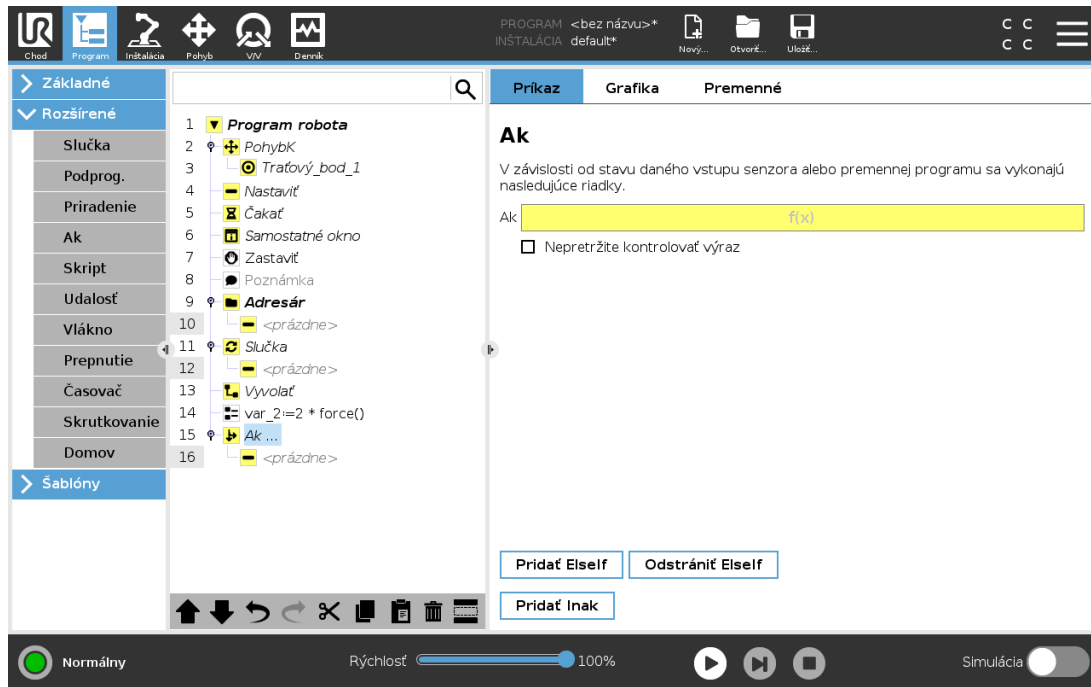 PROGRAM <bez názvu>*
INŠTALÁCIA default*
Chod Program Inštalácia Pohyb V/V Denník Nový... Otvoriť... Uložiť...
C C
C C
Základné
Rozšírené
Slučka
Podprog.
Priradenie
Ak
Skript
Udalosť
Vlákno
Prepnutie
Časovač
Skrutkovanie
Domov
Šablóny
1 Program robota
2 PohybK
3 Traťový_bod_1
4 Nastaviť
5 Čakať
6 Samostatné okno
7 Zastaviť
8 Poznámka
9 Adresár
10 <prázdne>
11 Slučka
12 <prázdne>
13 Vyvolať
14 var_2:=2 * force()
15 Ak ...
16 <prázdne>
Príkaz Grafika Premenné
Ak
V závislosti od stavu daného vstupu senzora alebo premennej programu sa vykonajú
nasledujúce riadky.
Ak f(x)
Nepretržite kontrolovať výraz
Pridať ElseIf Odstrániť ElseIf
Pridať Inak
Normálny Rýchlosť 100% Simulácia